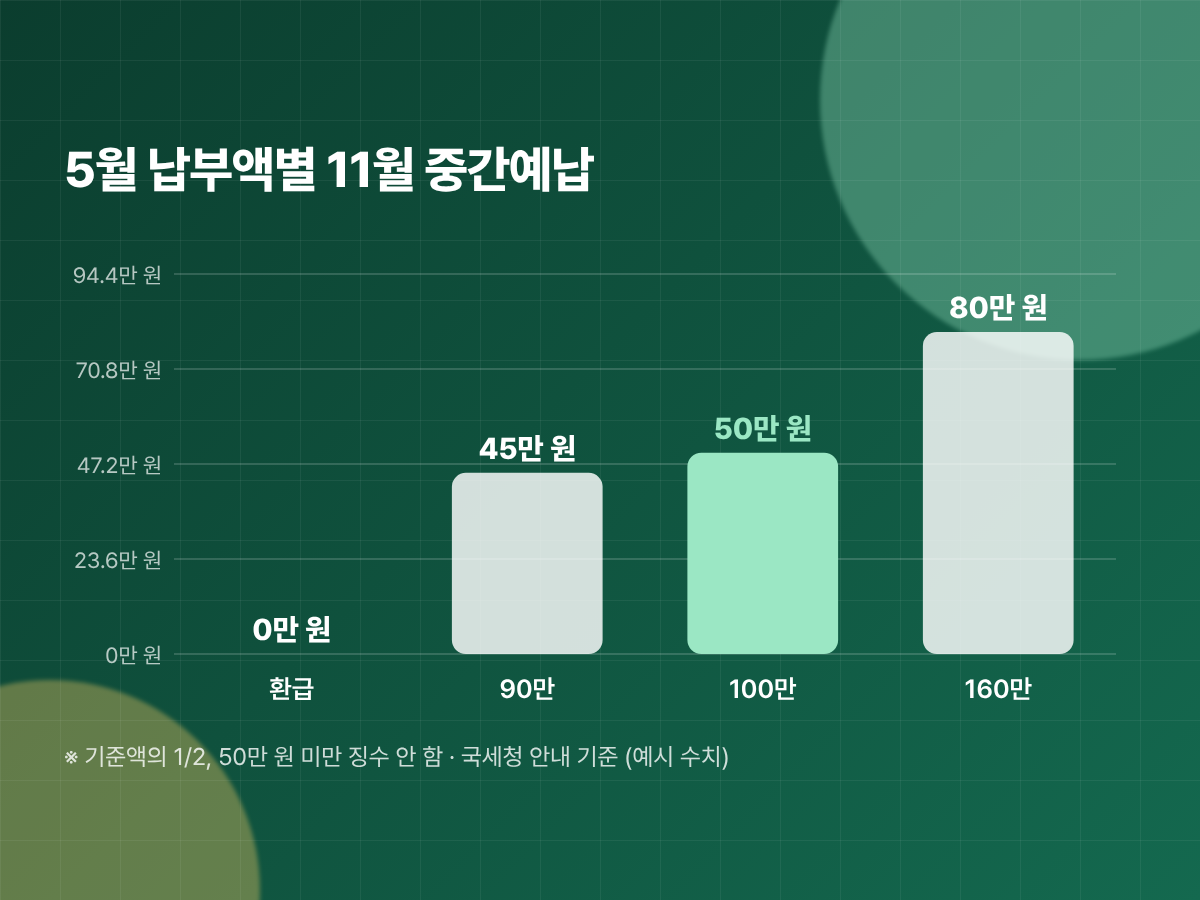 5월 납부액별 11월 중간예납
94.4만 원
70.8만 원
47.2만 원
23.6만 원
0만 원
0만 원
45만 원
50만 원
80만 원
환급
90만
100만
160만
※ 기준액의 1/2, 50만 원 미만 징수 안 함 · 국세청 안내 기준 (예시 수치)